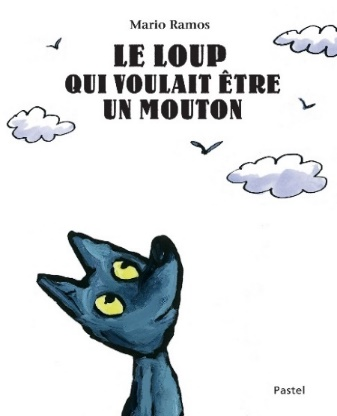 Mario Ramos
LE LOUP
QUI VOULAIT ÊTRE
UN MOUTON
Pastel